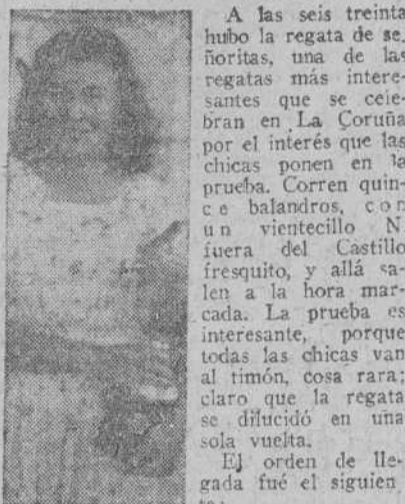 A las seis treinta
hubo la regata de se.
ñoritas, una de las
regatas más intere-
santes que se cele-
bran en La Coruña
por el interés que las
chicas ponen en la
prueba. Corren quin-
c e balandros, c o n
u n vientecillo N
fuera del Castillo
fresquito, y allá sa-
len a la hora mar-
cada. La prueba es
interesante, porque
todas las chicas van
al timón, cosa rara;
claro que la regata
se dilucidó en una
sola vuelta.
El orden de lle-
gada fué el siguien